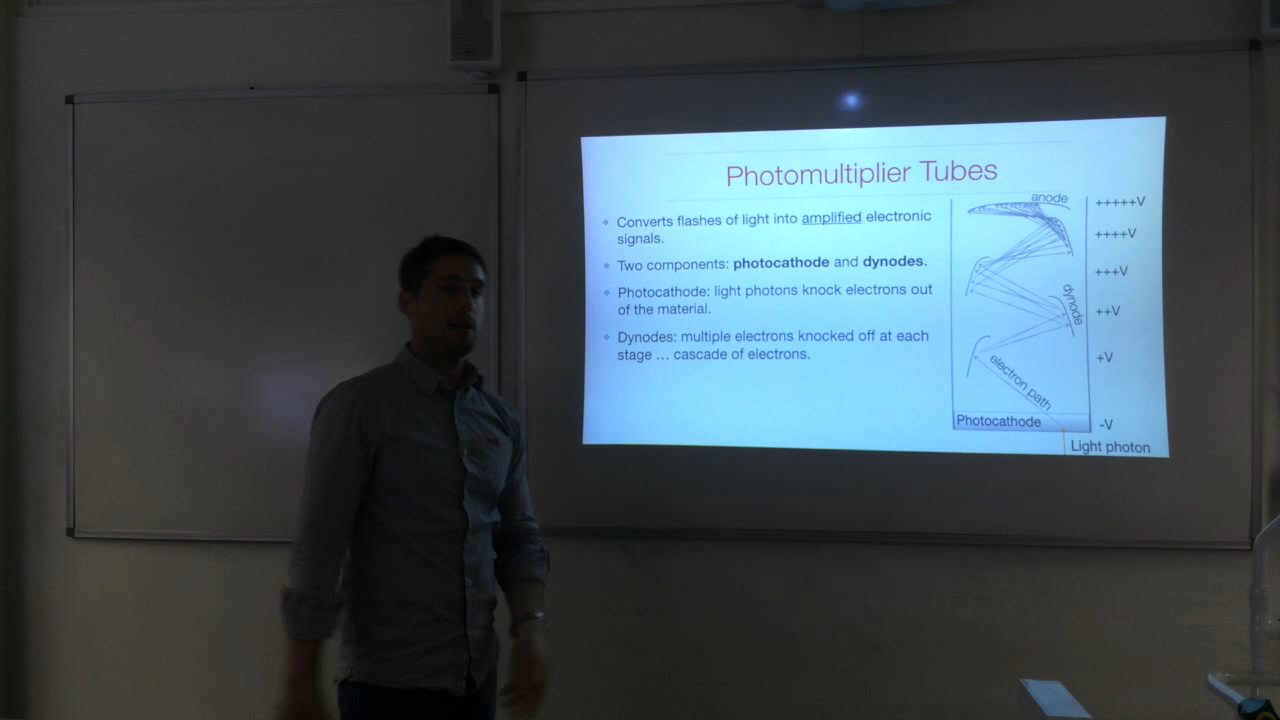 Photomultiplier Tubes
Converts flashes of light into amplified electronic
signals.
Two components: photocathode and dynodes.
Photocathode: light photons knock electrons out
of the material.
Dynodes: multiple electrons knocked off at each
stage ... cascade of electrons.
anode
+++++V
++++V
+++V
dynode
++V
+V
electron path
Photocathode
-V
Light photon